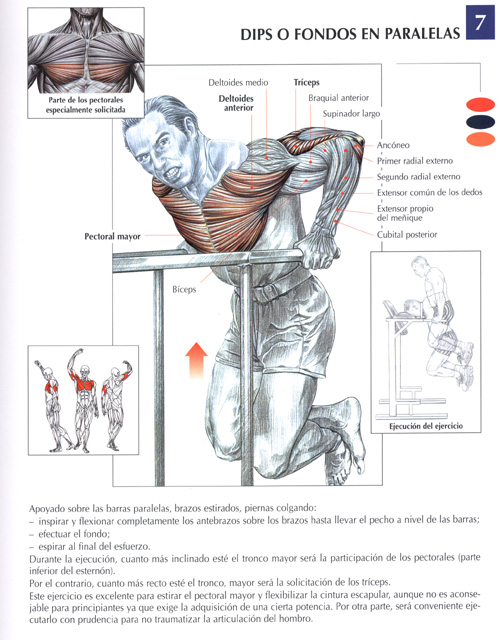 DIPS O FONDOS EN PARALELAS
7
Parte de los pectorales
especialmente solicitada
Deltoides medio
Deltoides
anterior
Tríceps
Braquial anterior
Supinador largo
Ancóneo
Primer radial externo
Segundo radial externo
Extensor común de los dedos
Extensor propio
del meñique
Cubital posterior
Pectoral mayor
Bíceps
Ejecución del ejercicio
Apoyado sobre las barras paralelas, brazos estirados, piernas colgando:
– inspirar y flexionar completamente los antebrazos sobre los brazos hasta llevar el pecho a nivel de las barras;
– efectuar el fondo;
– espirar al final del esfuerzo.
Durante la ejecución, cuanto más inclinado esté el tronco mayor será la participación de los pectorales (parte
inferior del esternón).
Por el contrario, cuanto más recto esté el tronco, mayor será la solicitación de los tríceps.
Este ejercicio es excelente para estirar el pectoral mayor y flexibilizar la cintura escapular, aunque no es aconse-
jable para principiantes ya que exige la adquisición de una cierta potencia. Por otra parte, será conveniente eje-
cutarlo con prudencia para no traumatizar la articulación del hombro.